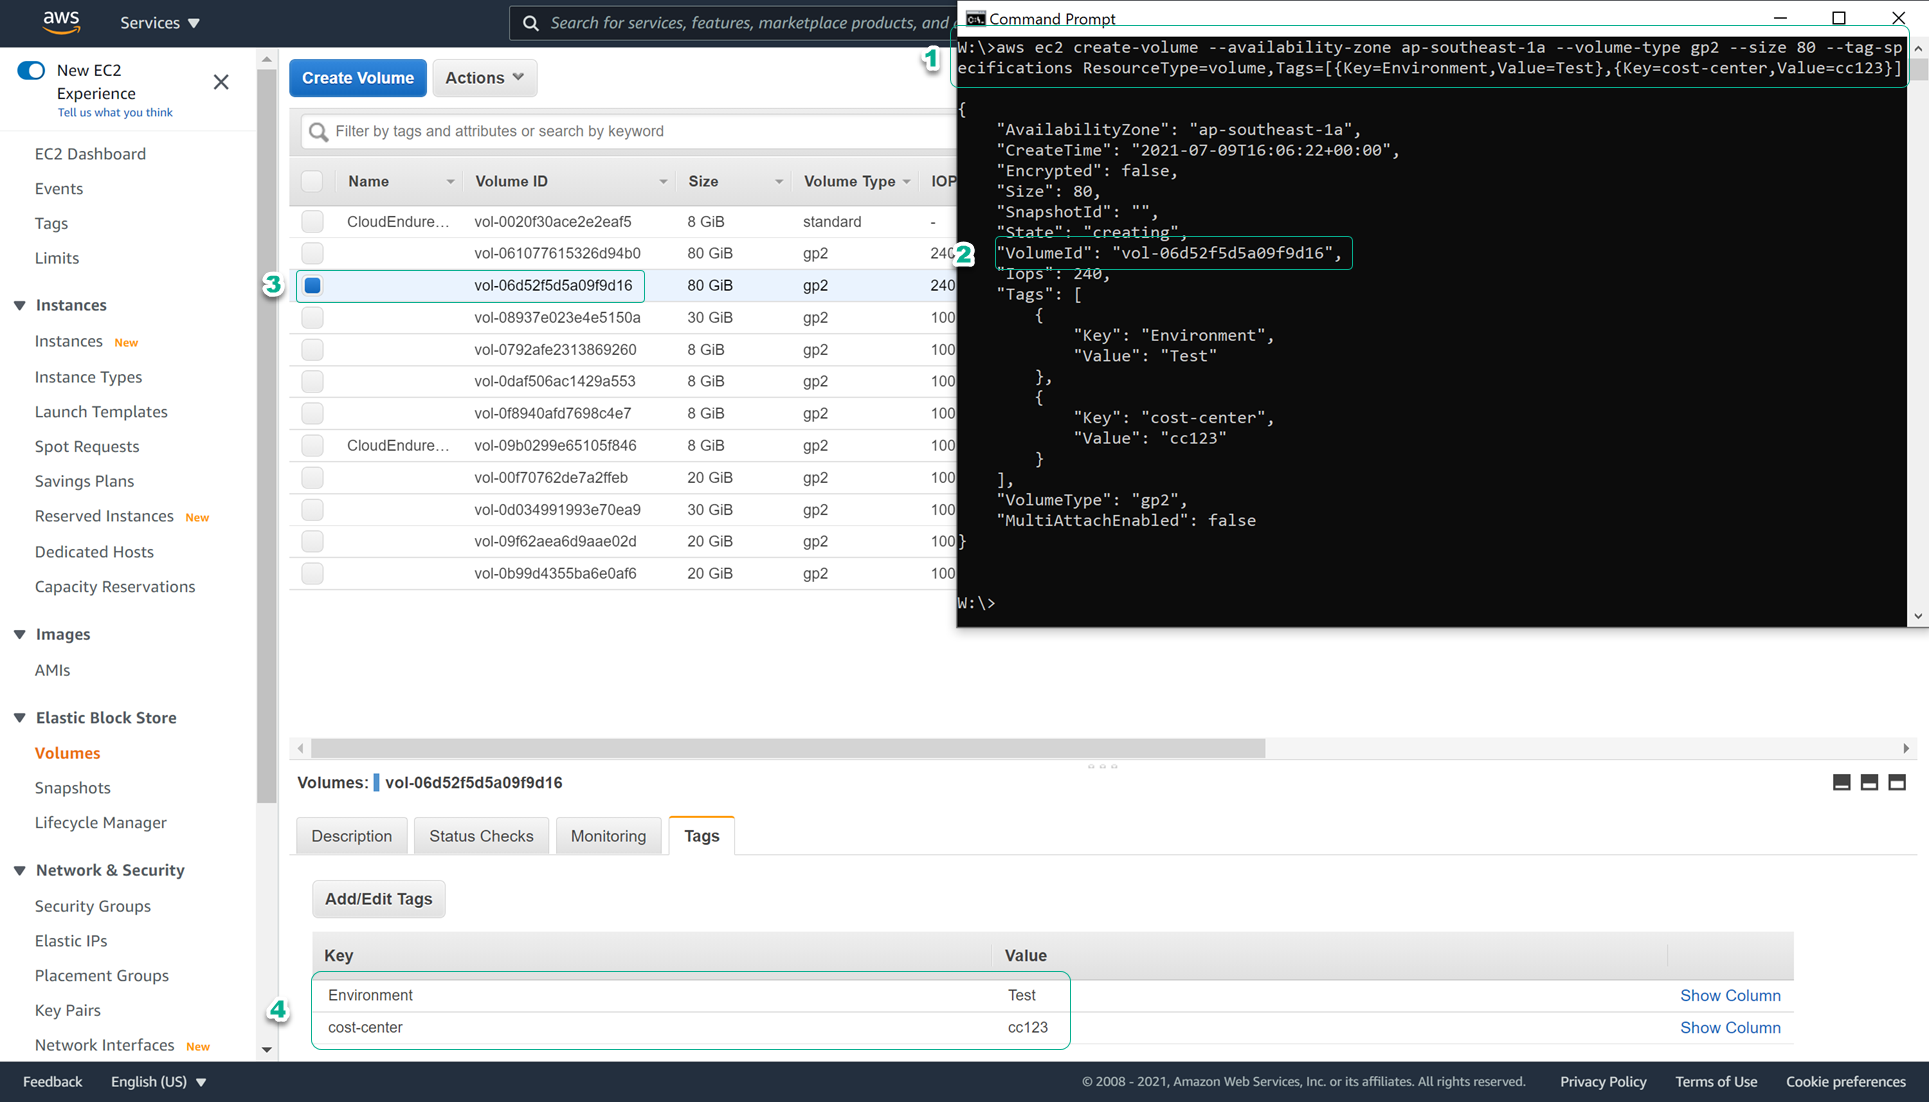 aws
Services
Search for services, features, marketplace products, and
New EC2
Experience
Tell us what you think
EC2 Dashboard
Events
Tags
Limits
Instances
Instances New
Instance Types
Launch Templates
Spot Requests
Savings Plans
Reserved Instances New
Dedicated Hosts
Capacity Reservations
Images
AMIs
Elastic Block Store
Volumes
Snapshots
Lifecycle Manager
Network & Security
Security Groups
Elastic IPs
Placement Groups
Key Pairs
Network Interfaces New
Create Volume Actions
Filter by tags and attributes or search by keyword
Name Volume ID Size Volume Type IOP
CloudEndure... vol-0020f30ace2e2eaf5 8 GiB standard -
vol-061077615326d94b0 80 GiB gp2 240
3 vol-06d52f5d5a09f9d16 80 GiB gp2 240
vol-08937e023e4e5150a 30 GiB gp2 100
vol-0792afe2313869260 8 GiB gp2 100
vol-0daf506ac1429a553 8 GiB gp2 100
vol-0f8940afd7698c4e7 8 GiB gp2 100
CloudEndure... vol-09b0299e65105f846 8 GiB gp2 100
vol-00f70762de7a2ffeb 20 GiB gp2 100
vol-0d034991993e70ea9 30 GiB gp2 100
vol-09f62aea6d9aae02d 20 GiB gp2 100
vol-0b99d4355ba6e0af6 20 GiB gp2 100
C:\. Command Prompt
1
W:\>aws ec2 create-volume --availability-zone ap-southeast-1a --volume-type gp2 --size 80 --tag-sp
ecifications ResourceType=volume,Tags=[{Key=Environment,Value=Test},{Key=cost-center,Value=cc123}]
{
"AvailabilityZone": "ap-southeast-1a",
"CreateTime": "2021-07-09T16:06:22+00:00",
"Encrypted": false,
"Size": 80,
"SnapshotId": "",
"State": "creating",
2 "VolumeId": "vol-06d52f5d5a09f9d16",
"Iops": 240,
"Tags": [
{
"Key": "Environment",
"Value": "Test"
},
{
"Key": "cost-center",
"Value": "cc123"
}
],
"VolumeType": "gp2",
"MultiAttachEnabled": false
}
W:\>
Volumes: vol-06d52f5d5a09f9d16
Description Status Checks Monitoring Tags
Add/Edit Tags
Key Value
Environment Test Show Column
4
cost-center cc123 Show Column
Feedback English (US) © 2008 - 2021, Amazon Web Services, Inc. or its affiliates. All rights reserved. Privacy Policy Terms of Use Cookie preferences